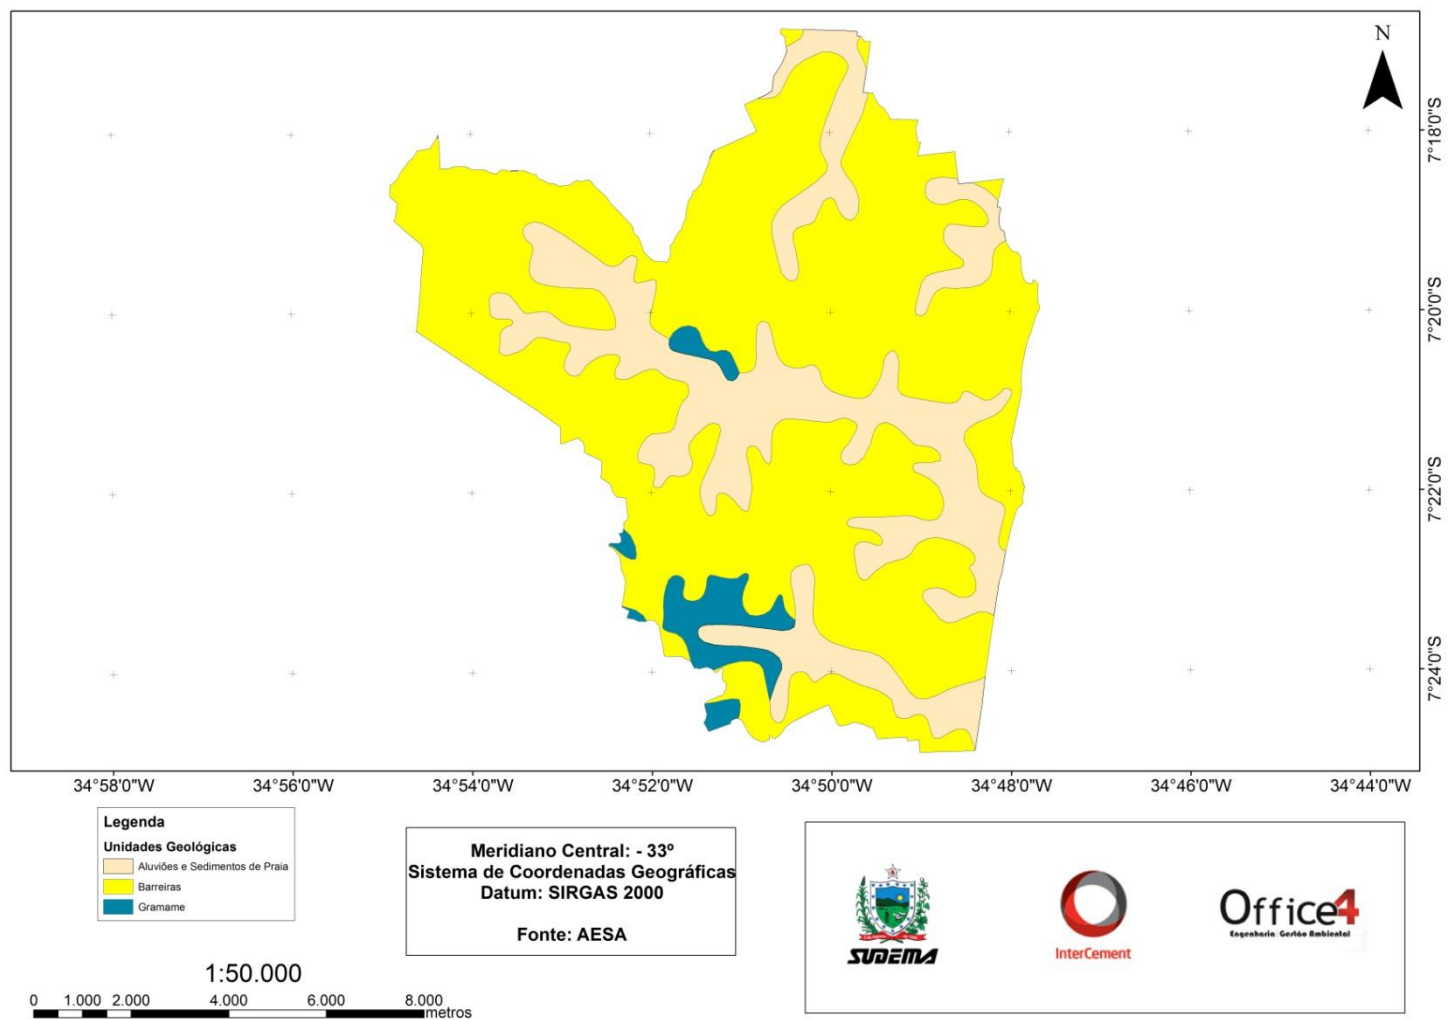 N
7°18'0"S
7°20'0"S
7°22'0"S
7°24'0"S
34°58'0"W 34°56'0"W 34°54'0"W 34°52'0"W 34°50'0"W 34°48'0"W 34°46'0"W 34°44'0"W
Legenda
Unidades Geológicas
Aluviões e Sedimentos de Praia
Barreiras
Gramame
Meridiano Central: - 33º
Sistema de Coordenadas Geográficas
Datum: SIRGAS 2000
Fonte: AESA
SUDEMA
InterCement
Office4
Engenharia Gestão Ambiental
1:50.000
0 1.000 2.000 4.000 6.000 8.000
metros